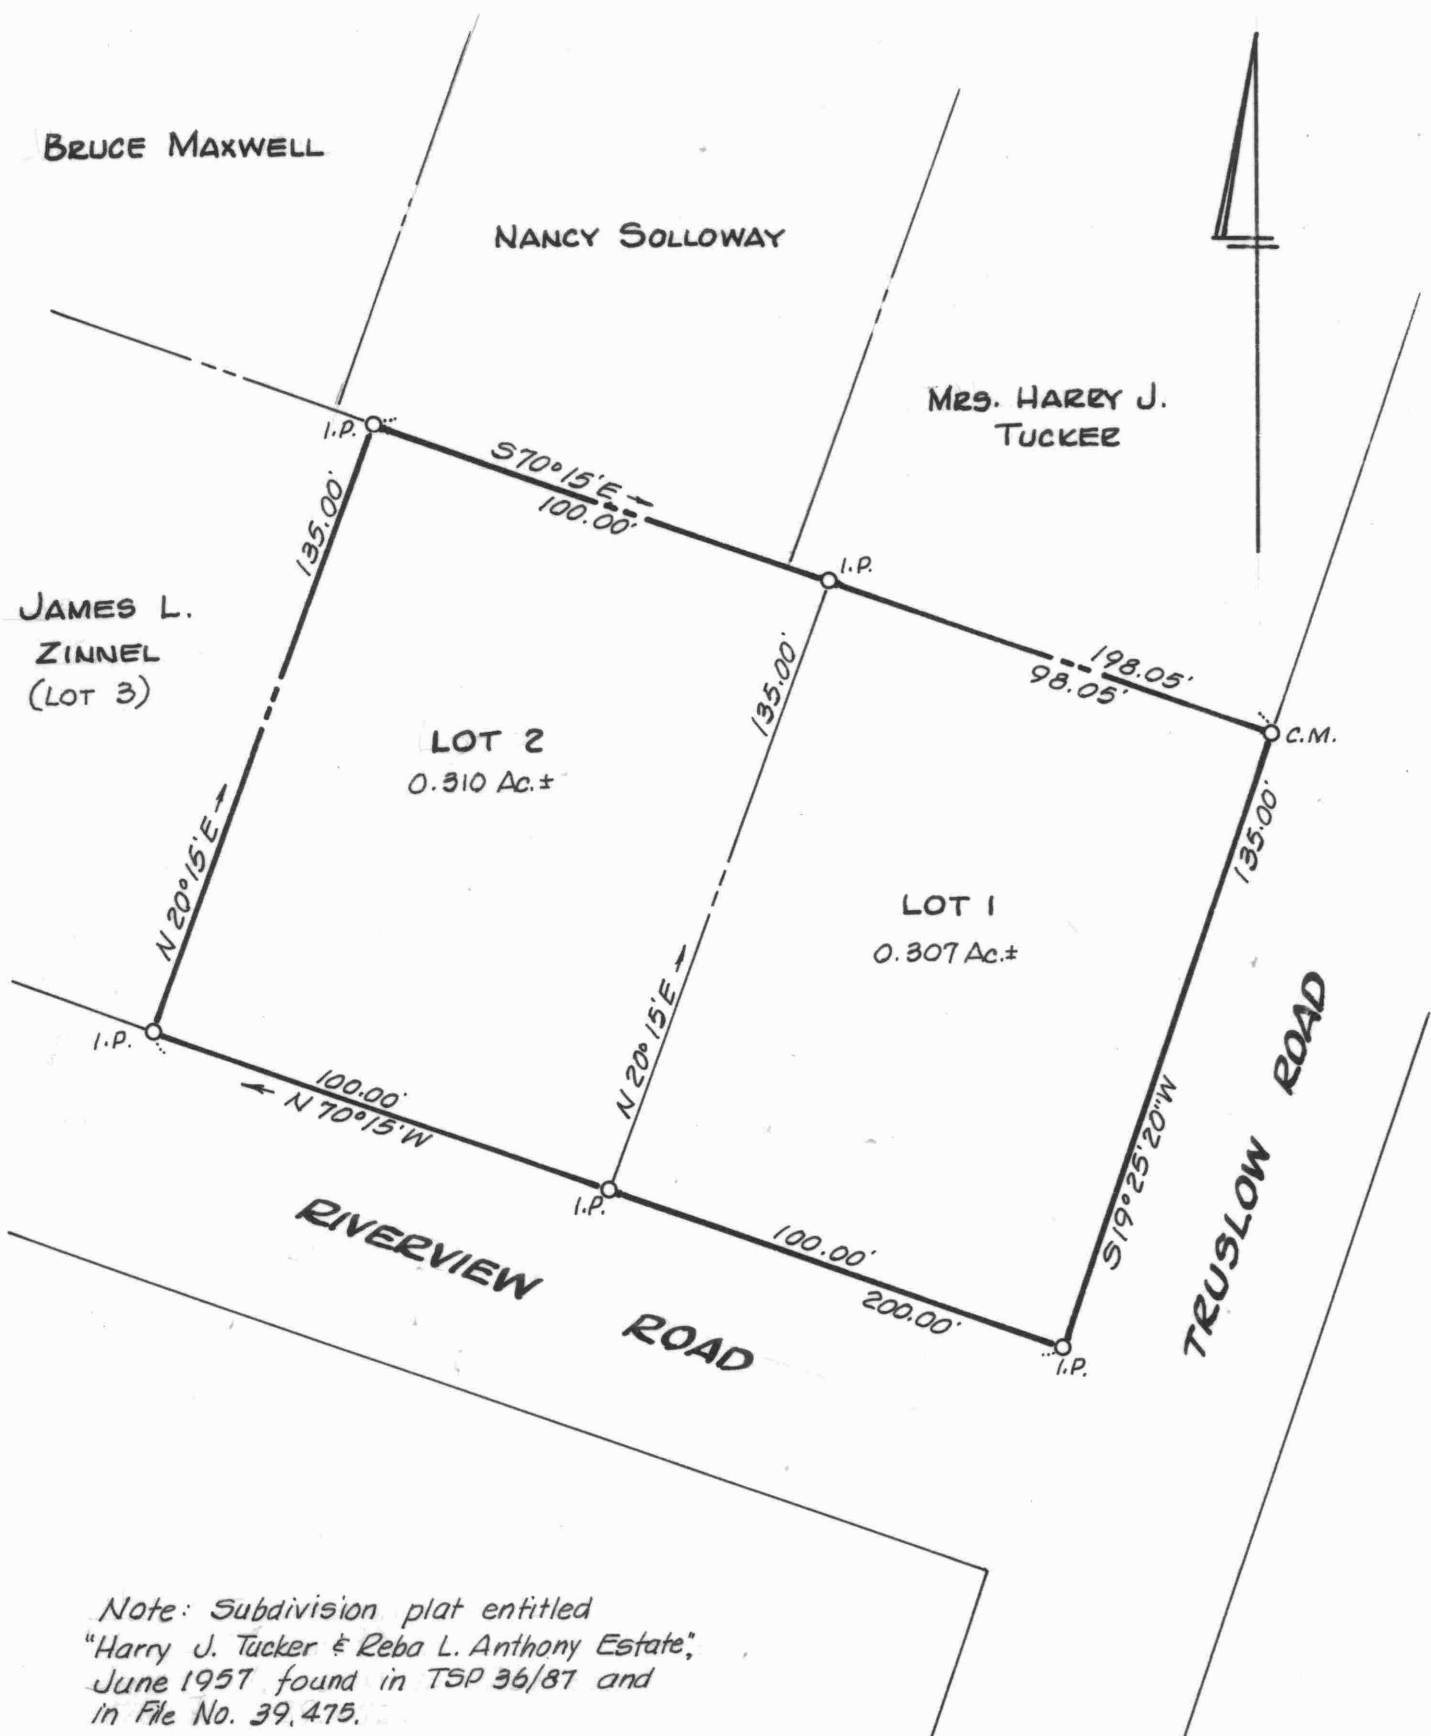 BRUCE MAXWELL
NANCY SOLLOWAY
MRS. HARRY J.
TUCKER
I.P.
S70°15'E
100.00'
135.00'
I.P.
JAMES L.
ZINNEL
(LOT 3)
135.00'
198.05'
98.05'
C.M.
LOT 2
0.310 Ac.±
135.00'
N 20°15'E
LOT 1
0.307 Ac.±
N 20°15'E
I.P.
100.00'
N 70°15'W
S19°25'20"W
TRUSLOW ROAD
I.P.
RIVERVIEW
ROAD
100.00'
200.00'
I.P.
Note: Subdivision plat entitled
"Harry J. Tucker & Reba L. Anthony Estate",
June 1957 found in TSP 36/87 and
in File No. 39,475.